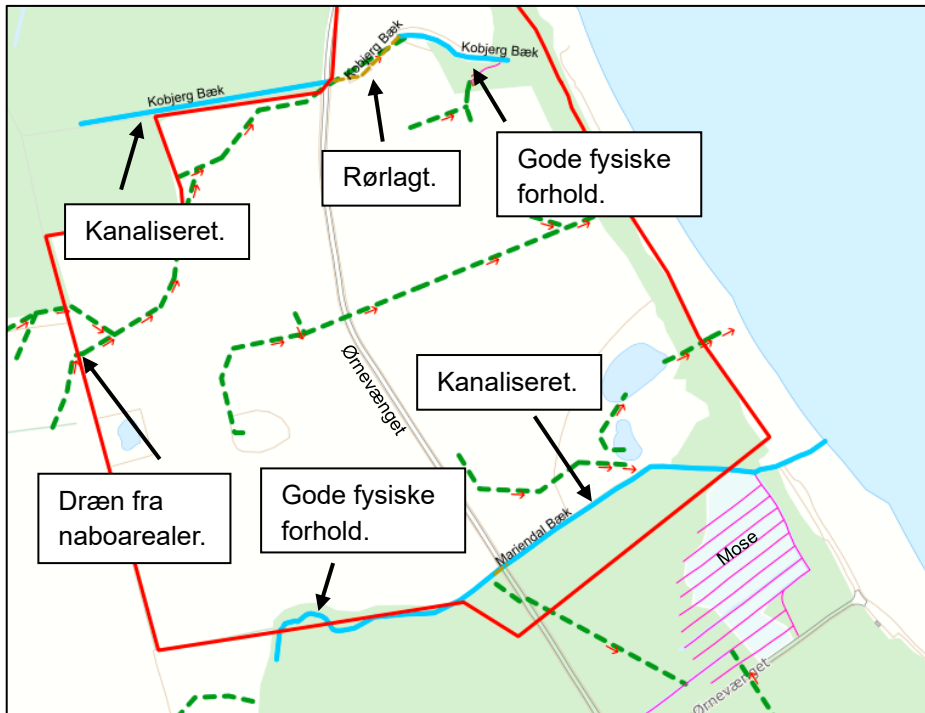 Kobjerg Bæk
Kobjerg Bæk
Kobjerg Bæk
Rørlagt.
Gode fysiske
forhold.
Kanaliseret.
Ørnevænget
Kanaliseret.
Dræn fra
naboarealer.
Gode fysiske
forhold.
Mariendal Bæk
Mose
Ørnevænget